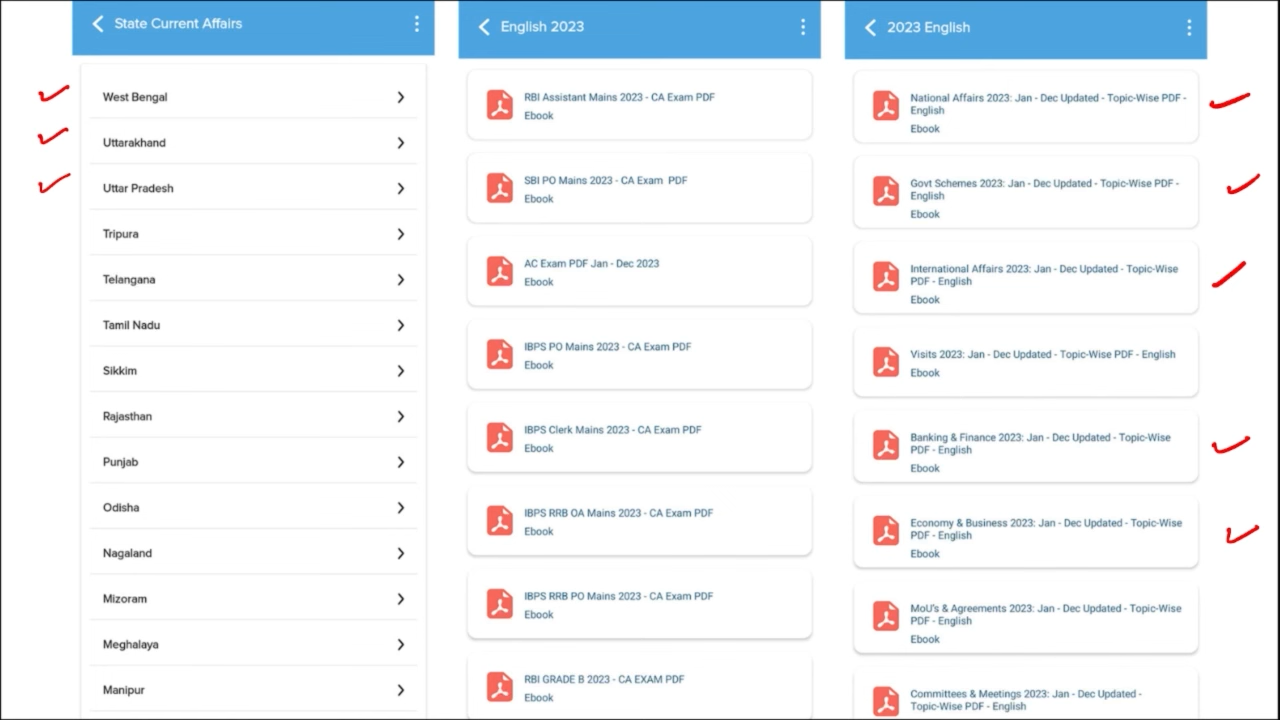 State Current Affairs
West Bengal
Uttarakhand
Uttar Pradesh
Tripura
Telangana
Tamil Nadu
Sikkim
Rajasthan
Punjab
Odisha
Nagaland
Mizoram
Meghalaya
Manipur
English 2023
RBI Assistant Mains 2023 - CA Exam PDF
Ebook
SBI PO Mains 2023 - CA Exam PDF
Ebook
AC Exam PDF Jan - Dec 2023
Ebook
IBPS PO Mains 2023 - CA Exam PDF
Ebook
IBPS Clerk Mains 2023 - CA Exam PDF
Ebook
IBPS RRB OA Mains 2023 - CA Exam PDF
Ebook
IBPS RRB PO Mains 2023 - CA Exam PDF
Ebook
RBI GRADE B 2023 - CA EXAM PDF
Ebook
2023 English
National Affairs 2023: Jan - Dec Updated - Topic-Wise PDF -
English
Ebook
Govt Schemes 2023: Jan - Dec Updated - Topic-Wise PDF -
English
Ebook
International Affairs 2023: Jan - Dec Updated - Topic-Wise
PDF - English
Ebook
Visits 2023: Jan - Dec Updated - Topic-Wise PDF - English
Ebook
Banking & Finance 2023: Jan - Dec Updated - Topic-Wise
PDF - English
Ebook
Economy & Business 2023: Jan - Dec Updated - Topic-Wise
PDF - English
Ebook
MoU's & Agreements 2023: Jan - Dec Updated - Topic-Wise
PDF - English
Ebook
Committees & Meetings 2023: Jan - Dec Updated -
Topic-Wise PDF - English